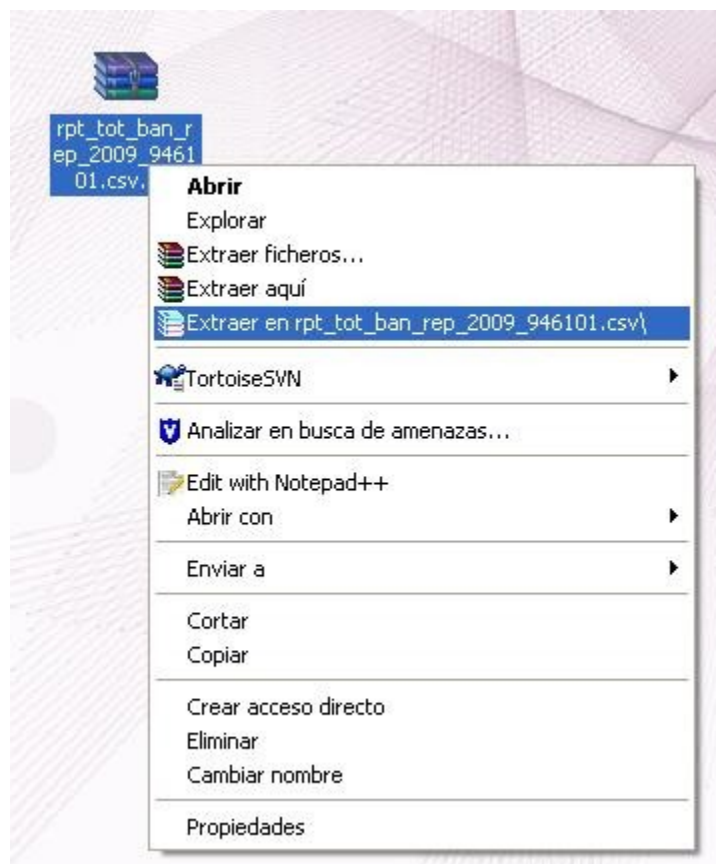 rpt_tot_ban_r
ep_2009_9461
01.csv.
Abrir
Explorar
Extraer ficheros...
Extraer aquí
Extraer en rpt_tot_ban_rep_2009_946101.csv\
TortoiseSVN
Analizar en busca de amenazas...
Edit with Notepad++
Abrir con
Enviar a
Cortar
Copiar
Crear acceso directo
Eliminar
Cambiar nombre
Propiedades